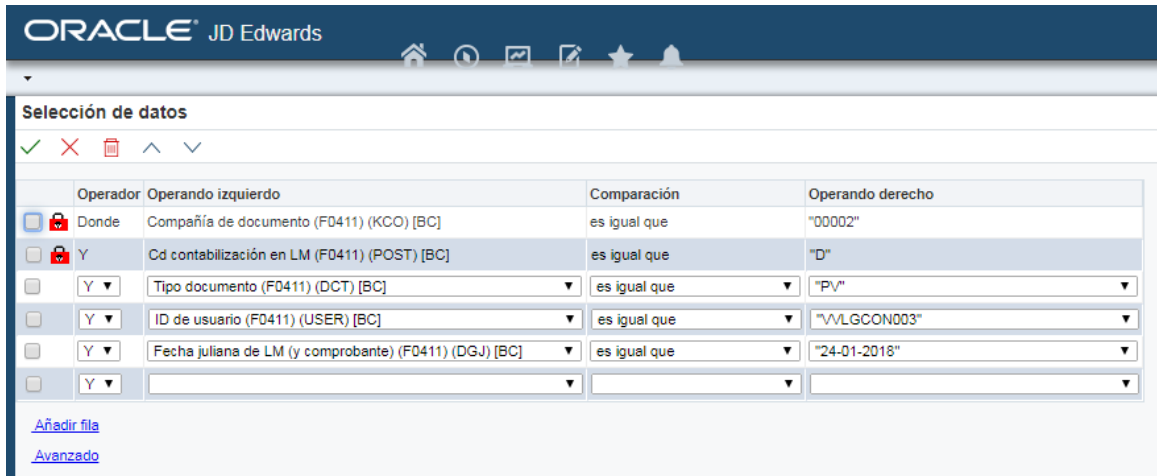 ORACLE® JD Edwards
Selección de datos
Operador Operando izquierdo Comparación Operando derecho
Donde Compañía de documento (F0411) (KCO) [BC] es igual que "00002"
Y Cd contabilización en LM (F0411) (POST) [BC] es igual que "D"
Y Tipo documento (F0411) (DCT) [BC] es igual que "PV"
Y ID de usuario (F0411) (USER) [BC] es igual que "VVLGCON003"
Y Fecha juliana de LM (y comprobante) (F0411) (DGJ) [BC] es igual que "24-01-2018"
Y
Añadir fila
Avanzado